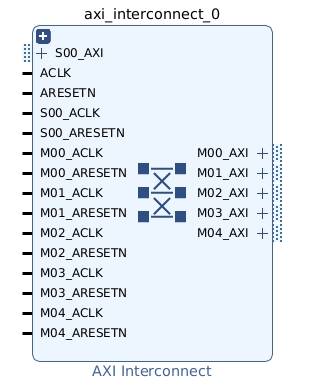 axi_interconnect_0
S00_AXI
ACLK
ARESETN
S00_ACLK
S00_ARESETN
M00_ACLK
M00_ARESETN
M01_ACLK
M01_ARESETN
M02_ACLK
M02_ARESETN
M03_ACLK
M03_ARESETN
M04_ACLK
M04_ARESETN
M00_AXI
M01_AXI
M02_AXI
M03_AXI
M04_AXI
AXI Interconnect